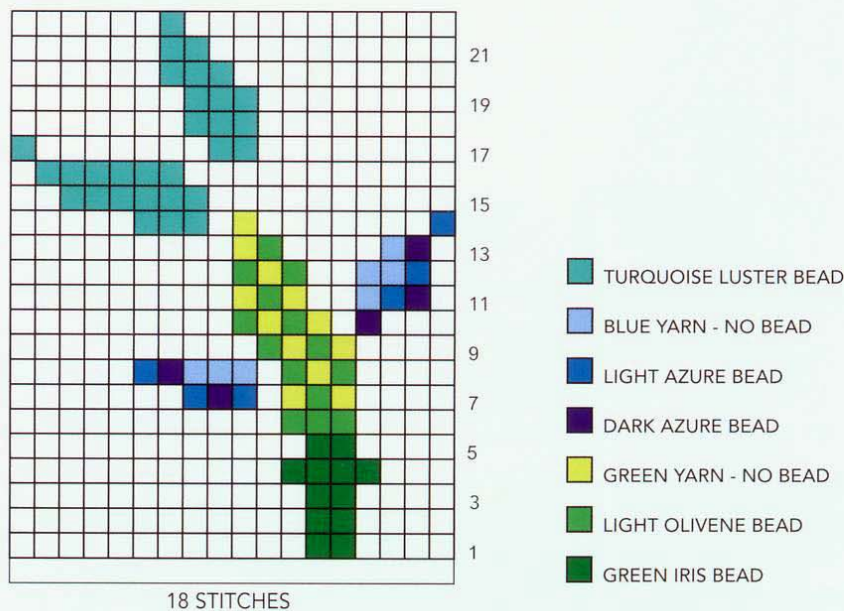 21
19
17
15
13
11
9
7
5
3
1
18 STITCHES
TURQUOISE LUSTER BEAD
BLUE YARN - NO BEAD
LIGHT AZURE BEAD
DARK AZURE BEAD
GREEN YARN - NO BEAD
LIGHT OLIVENE BEAD
GREEN IRIS BEAD